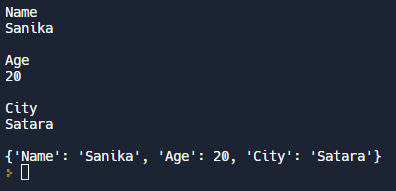 Name
Sanika
Age
20
City
Satara
{'Name': 'Sanika', 'Age': 20, 'City': 'Satara'}